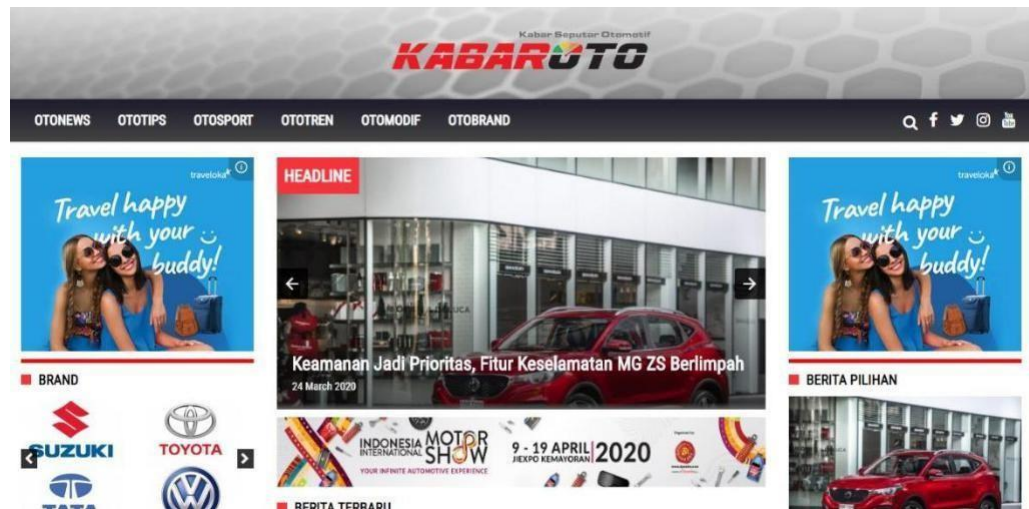 Kabar Seputar Otomotif
KABAROTO
OTONEWS OTOTIPS OTOSPORT OTOTREN OTOMODIF OTOBRAND
traveloka
Travel happy
with your
buddy!
BRAND
SUZUKI
TOYOTA
TATA
HEADLINE
Keamanan Jadi Prioritas, Fitur Keselamatan MG ZS Berlimpah
24 March 2020
INDONESIA
INTERNATIONAL
MOTOR
SHOW
YOUR INFINITE AUTOMOTIVE EXPERIENCE
9 - 19 APRIL
JIEXPO KEMAYORAN
2020
BERITA TERBARU
traveloka
Travel happy
with your
buddy!
BERITA PILIHAN